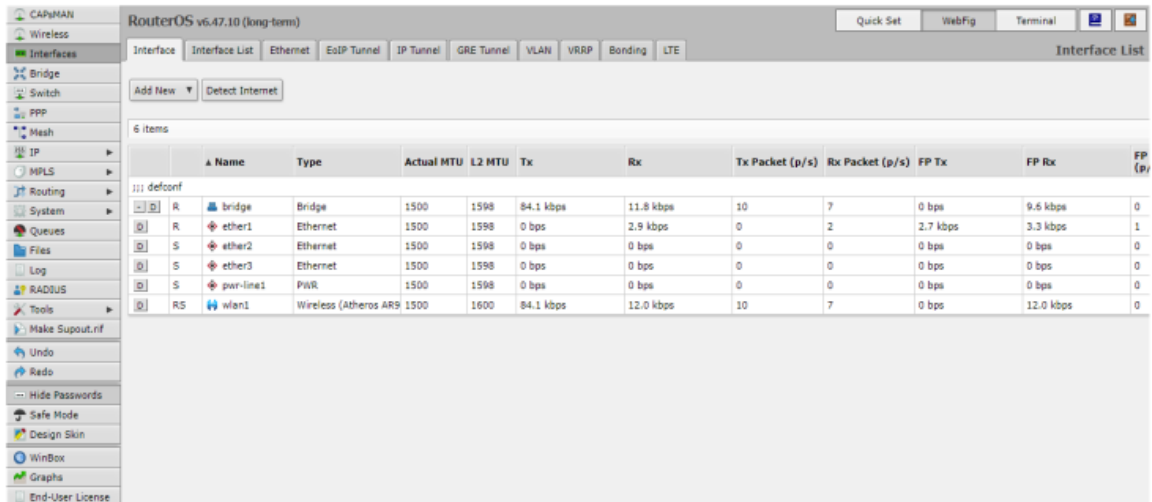 CAPsMAN
Wireless
Interfaces
Bridge
Switch
PPP
Mesh
IP
MPLS
Routing
System
Queues
Files
Log
RADIUS
Tools
Make Supout.rif
Undo
Redo
Hide Passwords
Safe Mode
Design Skin
WinBox
Graphs
End-User License
RouterOS v6.47.10 (long-term)
Quick Set WebFig Terminal
Interface Interface List Ethernet EoIP Tunnel IP Tunnel GRE Tunnel VLAN VRRP Bonding LTE Interface List
Add New ▼ Detect Internet
6 items
▲ Name Type Actual MTU L2 MTU Tx Rx Tx Packet (p/s) Rx Packet (p/s) FP Tx FP Rx FP (p/
;;; defconf
- D R bridge Bridge 1500 1598 84.1 kbps 11.8 kbps 10 7 0 bps 9.6 kbps 0
D R ether1 Ethernet 1500 1598 0 bps 2.9 kbps 0 2 2.7 kbps 3.3 kbps 1
D S ether2 Ethernet 1500 1598 0 bps 0 bps 0 0 0 bps 0 bps 0
D S ether3 Ethernet 1500 1598 0 bps 0 bps 0 0 0 bps 0 bps 0
D S pwr-line1 PWR 1500 1598 0 bps 0 bps 0 0 0 bps 0 bps 0
D RS wlan1 Wireless (Atheros AR9 1500 1600 84.1 kbps 12.0 kbps 10 7 0 bps 12.0 kbps 0